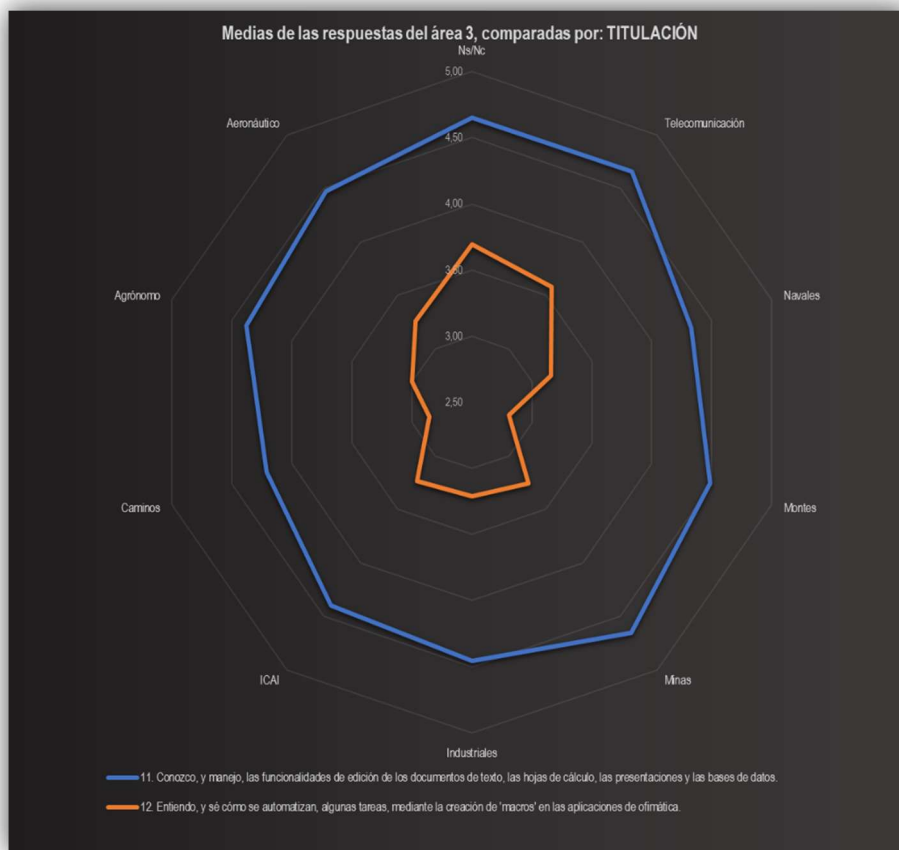 Medias de las respuestas del área 3, comparadas por: TITULACIÓN
Ns/Nc
5,00
Aeronáutico
Telecomunicación
4,50
4,00
3,50
Agrónomo
Navales
3,00
2,50
Caminos
Montes
ICAI
Minas
Industriales
11. Conozco, y manejo, las funcionalidades de edición de los documentos de texto, las hojas de cálculo, las presentaciones y las bases de datos.
12. Entiendo, y sé cómo se automatizan, algunas tareas, mediante la creación de 'macros' en las aplicaciones de ofimática.